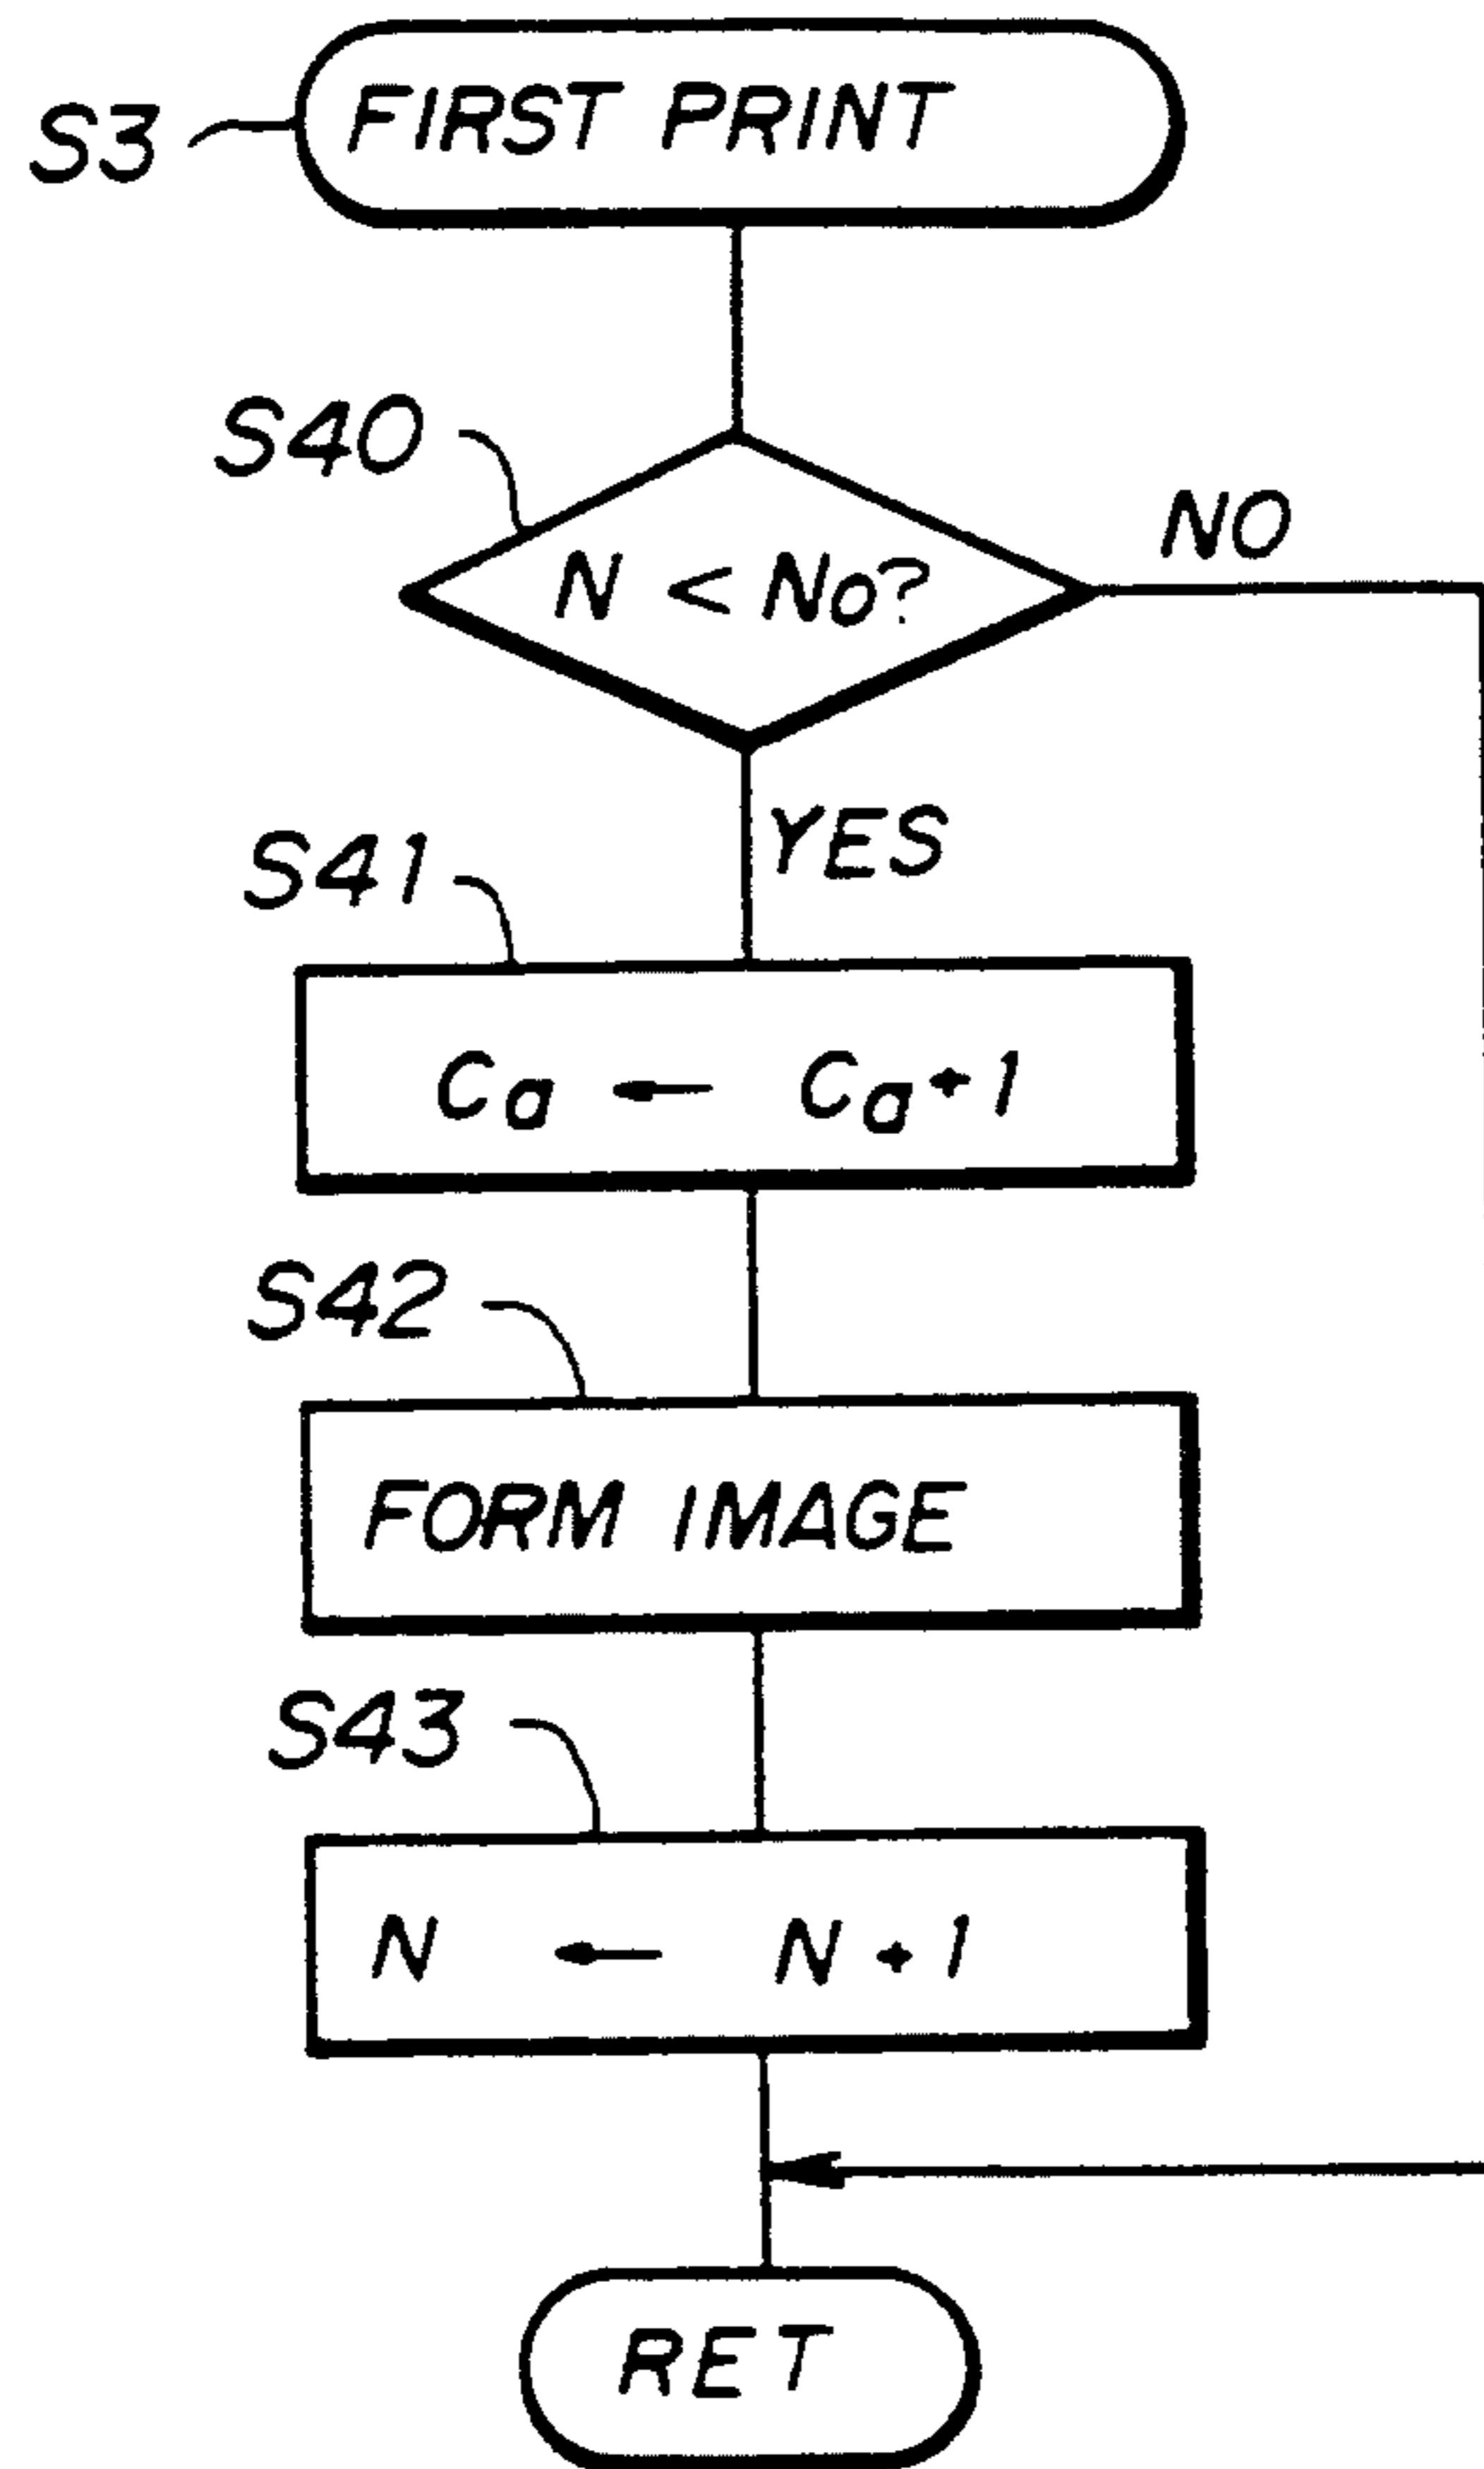 S3
FIRST PRINT
S40
N < No?
NO
YES
S41
Ca ← Ca+1
S42
FORM IMAGE
S43
N ← N+1
RET